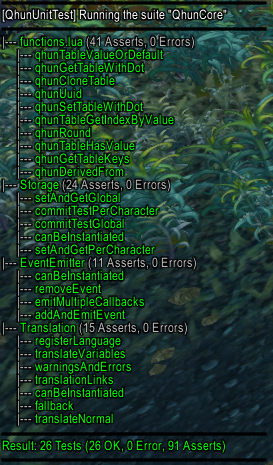 [QhunUnitTest] Running the suite "QhunCore"
|--- functions.lua (41 Asserts, 0 Errors)
|--- qhunTableValueOrDefault
|--- qhunGetTableWithDot
|--- qhunCloneTable
|--- qhunUuid
|--- qhunSetTableWithDot
|--- qhunTableGetIndexByValue
|--- qhunRound
|--- qhunTableHasValue
|--- qhunGetTableKeys
|--- qhunDerivedFrom
|--- Storage (24 Asserts, 0 Errors)
|--- setAndGetGlobal
|--- commitTestPerCharacter
|--- commitTestGlobal
|--- canBeInstantiated
|--- setAndGetPerCharacter
|--- EventEmitter (11 Asserts, 0 Errors)
|--- canBeInstantiated
|--- removeEvent
|--- emitMultipleCallbacks
|--- addAndEmitEvent
|--- Translation (15 Asserts, 0 Errors)
|--- registerLanguage
|--- translateVariables
|--- warningsAndErrors
|--- translationLinks
|--- canBeInstantiated
|--- fallback
|--- translateNormal
Result: 26 Tests (26 OK, 0 Error, 91 Asserts)